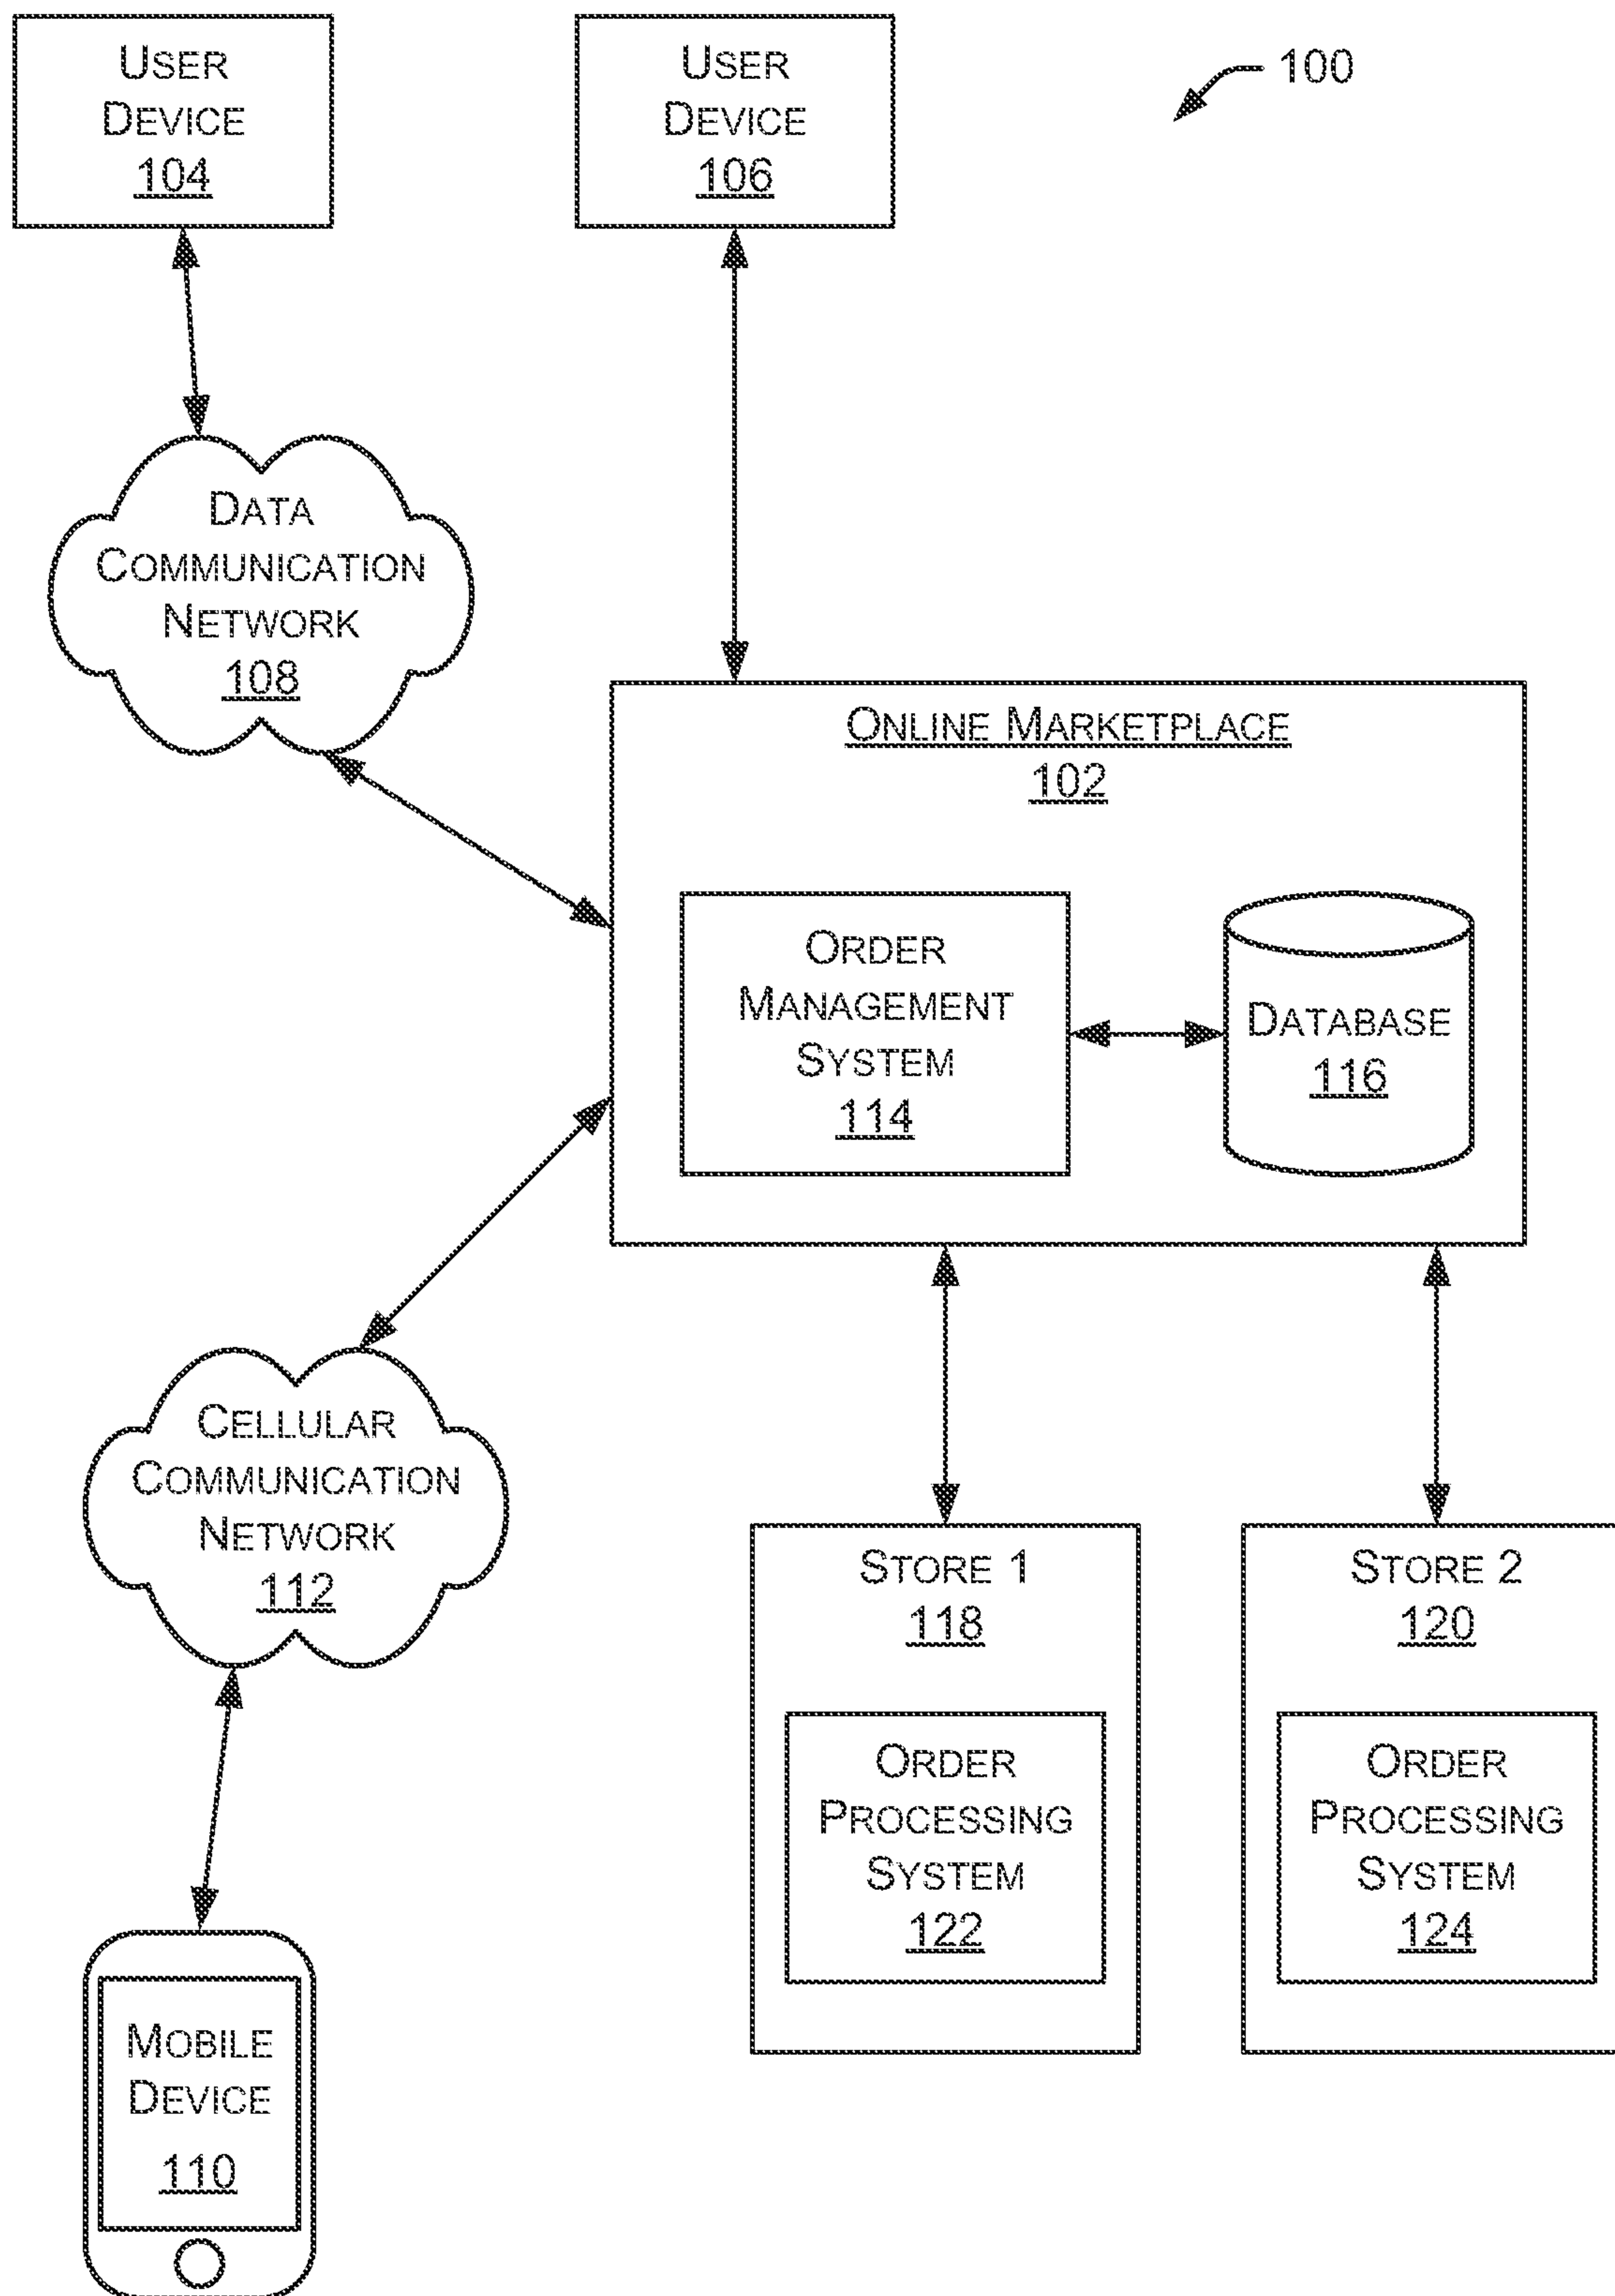 USER
DEVICE
104
USER
DEVICE
106
100
DATA
COMMUNICATION
NETWORK
108
ONLINE MARKETPLACE
102
ORDER
MANAGEMENT
SYSTEM
114
DATABASE
116
CELLULAR
COMMUNICATION
NETWORK
112
STORE 1
118
ORDER
PROCESSING
SYSTEM
122
STORE 2
120
ORDER
PROCESSING
SYSTEM
124
MOBILE
DEVICE
110